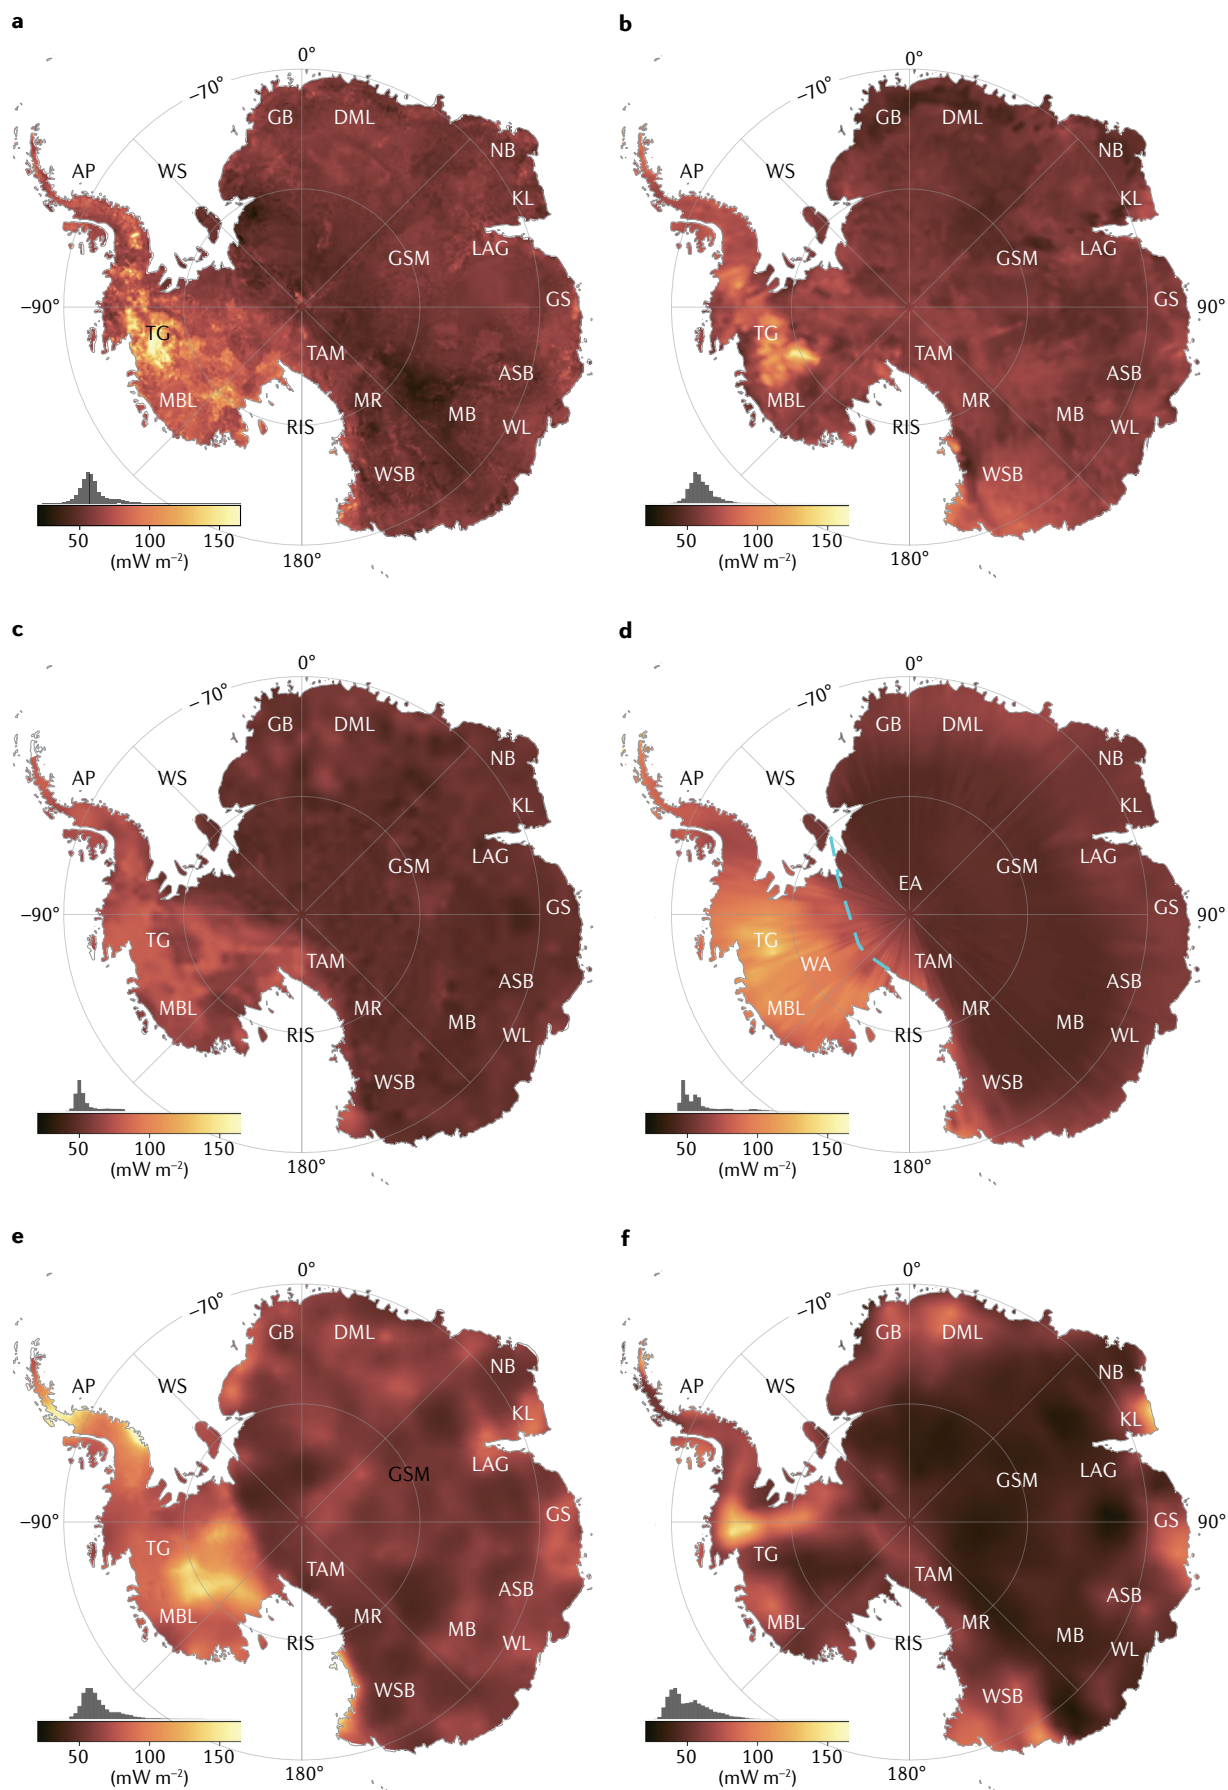 a
b
0°
0°
−70°
−70°
GB
DML
GB
DML
NB
NB
AP
WS
AP
WS
KL
KL
LAG
LAG
GSM
GSM
−90°
GS
GS
90°
TG
TG
TAM
TAM
ASB
ASB
MBL
MR
MBL
MR
MB
MB
RIS
WL
RIS
WL
WSB
WSB
50 100 150
50 100 150
(mW m−2)
180°
(mW m−2)
180°
c
d
0°
0°
−70°
−70°
GB
DML
GB
DML
NB
NB
AP
WS
AP
WS
KL
KL
GSM
LAG
GSM
LAG
EA
−90°
GS
GS
90°
TG
TG
TAM
WA
TAM
ASB
ASB
MBL
MR
MBL
MR
MB
MB
RIS
WL
RIS
WL
WSB
WSB
50 100 150
50 100 150
(mW m−2)
180°
(mW m−2)
180°
e
f
0°
0°
−70°
−70°
GB
DML
GB
DML
NB
NB
AP
WS
AP
WS
KL
KL
LAG
LAG
GSM
GSM
−90°
GS
GS
90°
TG
TG
TAM
TAM
ASB
ASB
MBL
MR
MBL
MR
MB
MB
RIS
WL
RIS
WL
WSB
WSB
50 100 150
50 100 150
(mW m−2)
180°
(mW m−2)
180°